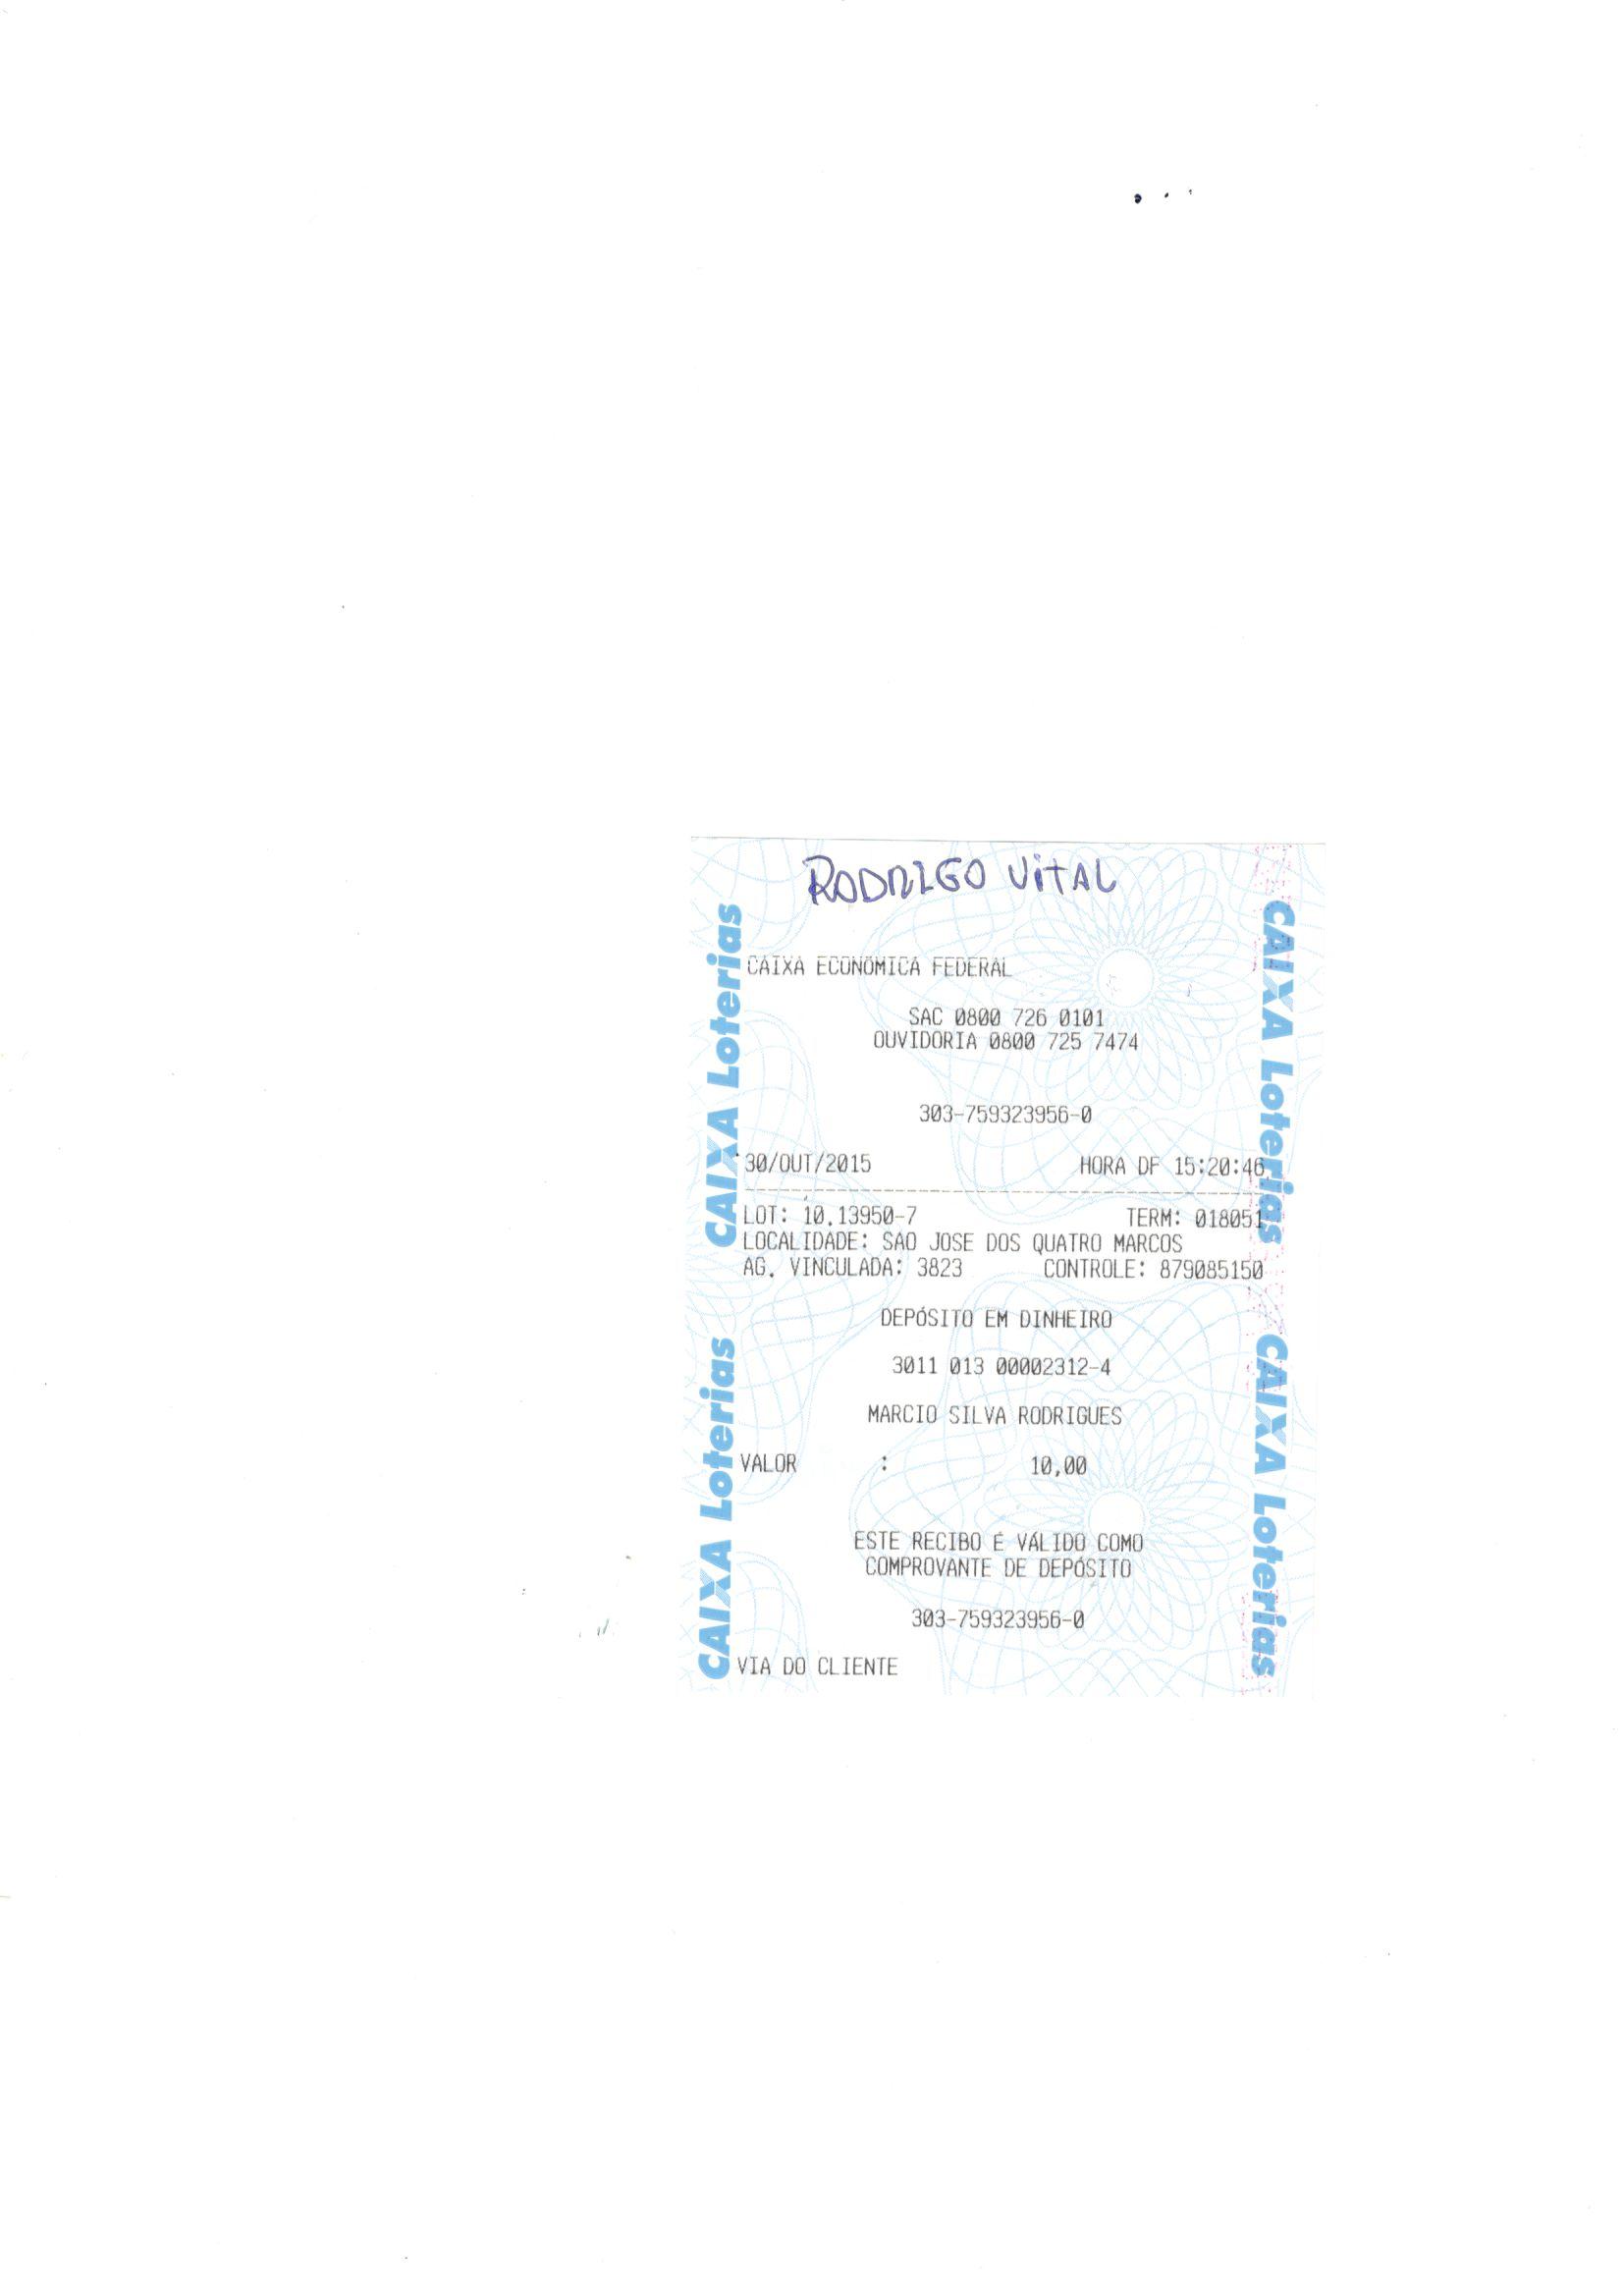 RODRIGO VITAL
CAIXA ECONÔMICA FEDERAL
SAC 0800 726 0101
OUVIDORIA 0800 725 7474
303-759323956-0
30/OUT/2015 HORA DF 15:20:46
LOT: 10.13950-7 TERM: 018051
LOCALIDADE: SAO JOSE DOS QUATRO MARCOS
AG. VINCULADA: 3823 CONTROLE: 879085150
DEPÓSITO EM DINHEIRO
3011 013 00002312-4
MARCIO SILVA RODRIGUES
VALOR : 10,00
ESTE RECIBO É VÁLIDO COMO
COMPROVANTE DE DEPÓSITO
303-759323956-0
VIA DO CLIENTE
CAIXA Loterias
CAIXA Loterias
CAIXA Loterias
CAIXA Loterias